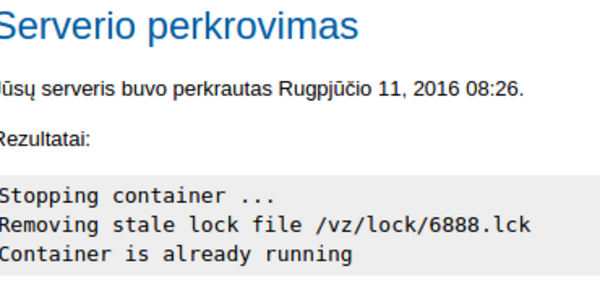 Serverio perkrovimas
Jūsų serveris buvo perkrautas Rugpjūčio 11, 2016 08:26.
Rezultatai:
Stopping container ...
Removing stale lock file /vz/lock/6888.lck
Container is already running